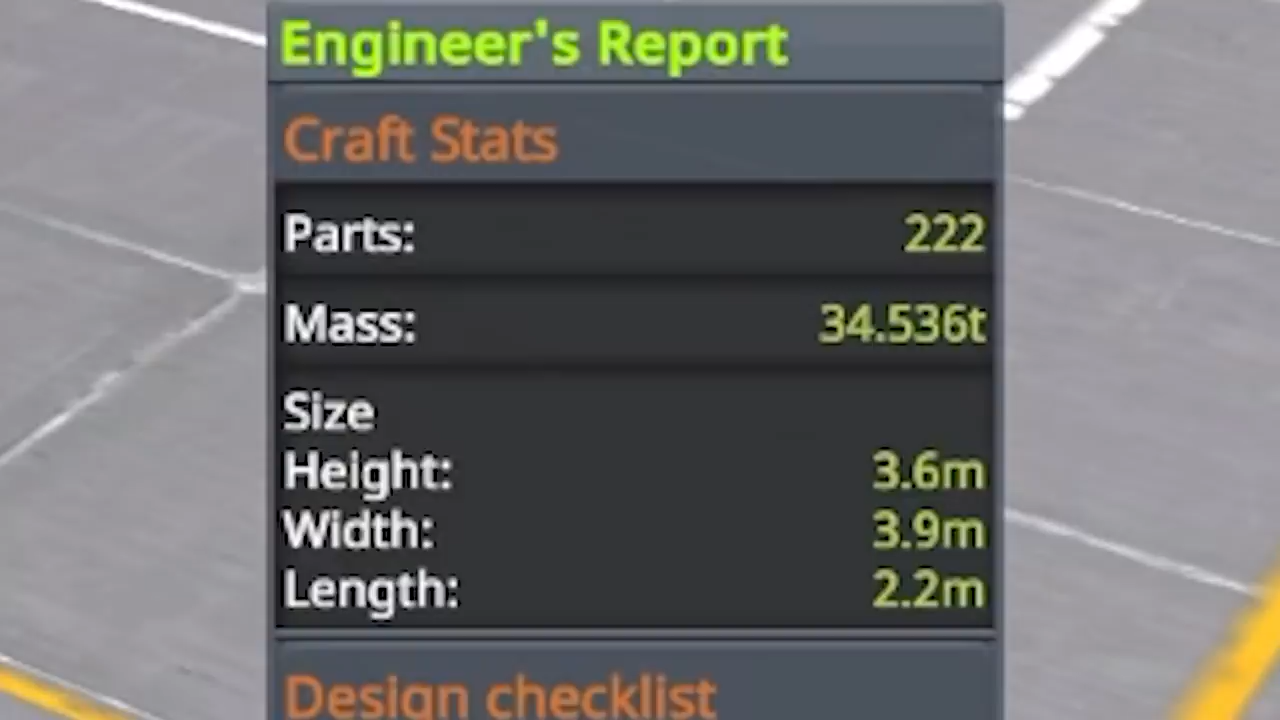 Engineer's Report
Craft Stats
Parts: 222
Mass: 34.536t
Size
Height: 3.6m
Width: 3.9m
Length: 2.2m
Design checklist